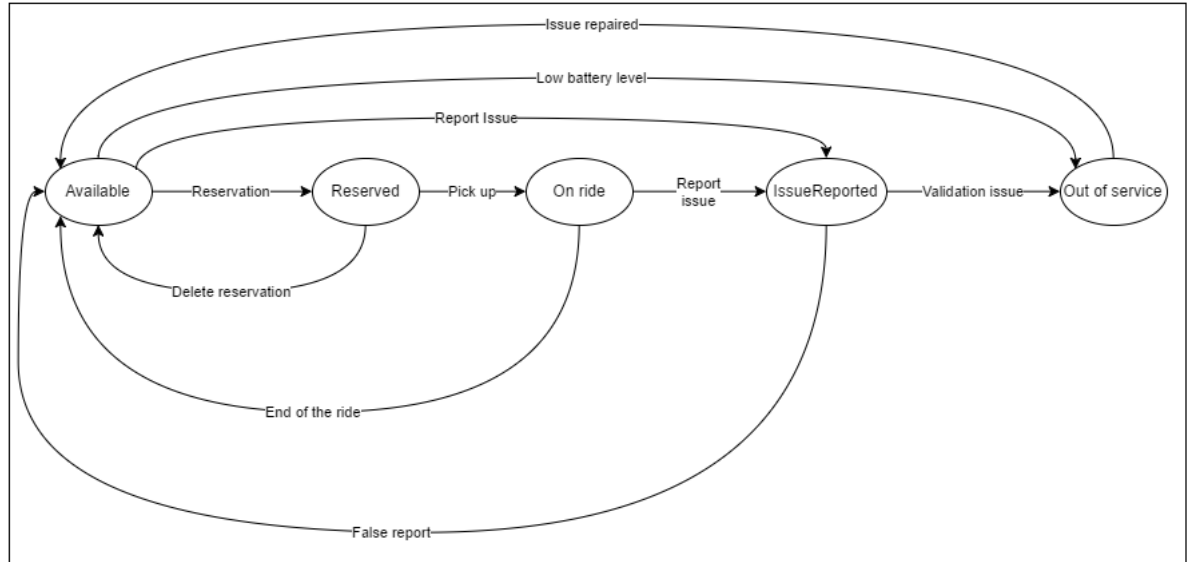 Issue repaired
Low battery level
Report Issue
Available
Reservation
Reserved
Pick up
On ride
Report
issue
IssueReported
Validation issue
Out of service
Delete reservation
End of the ride
False report